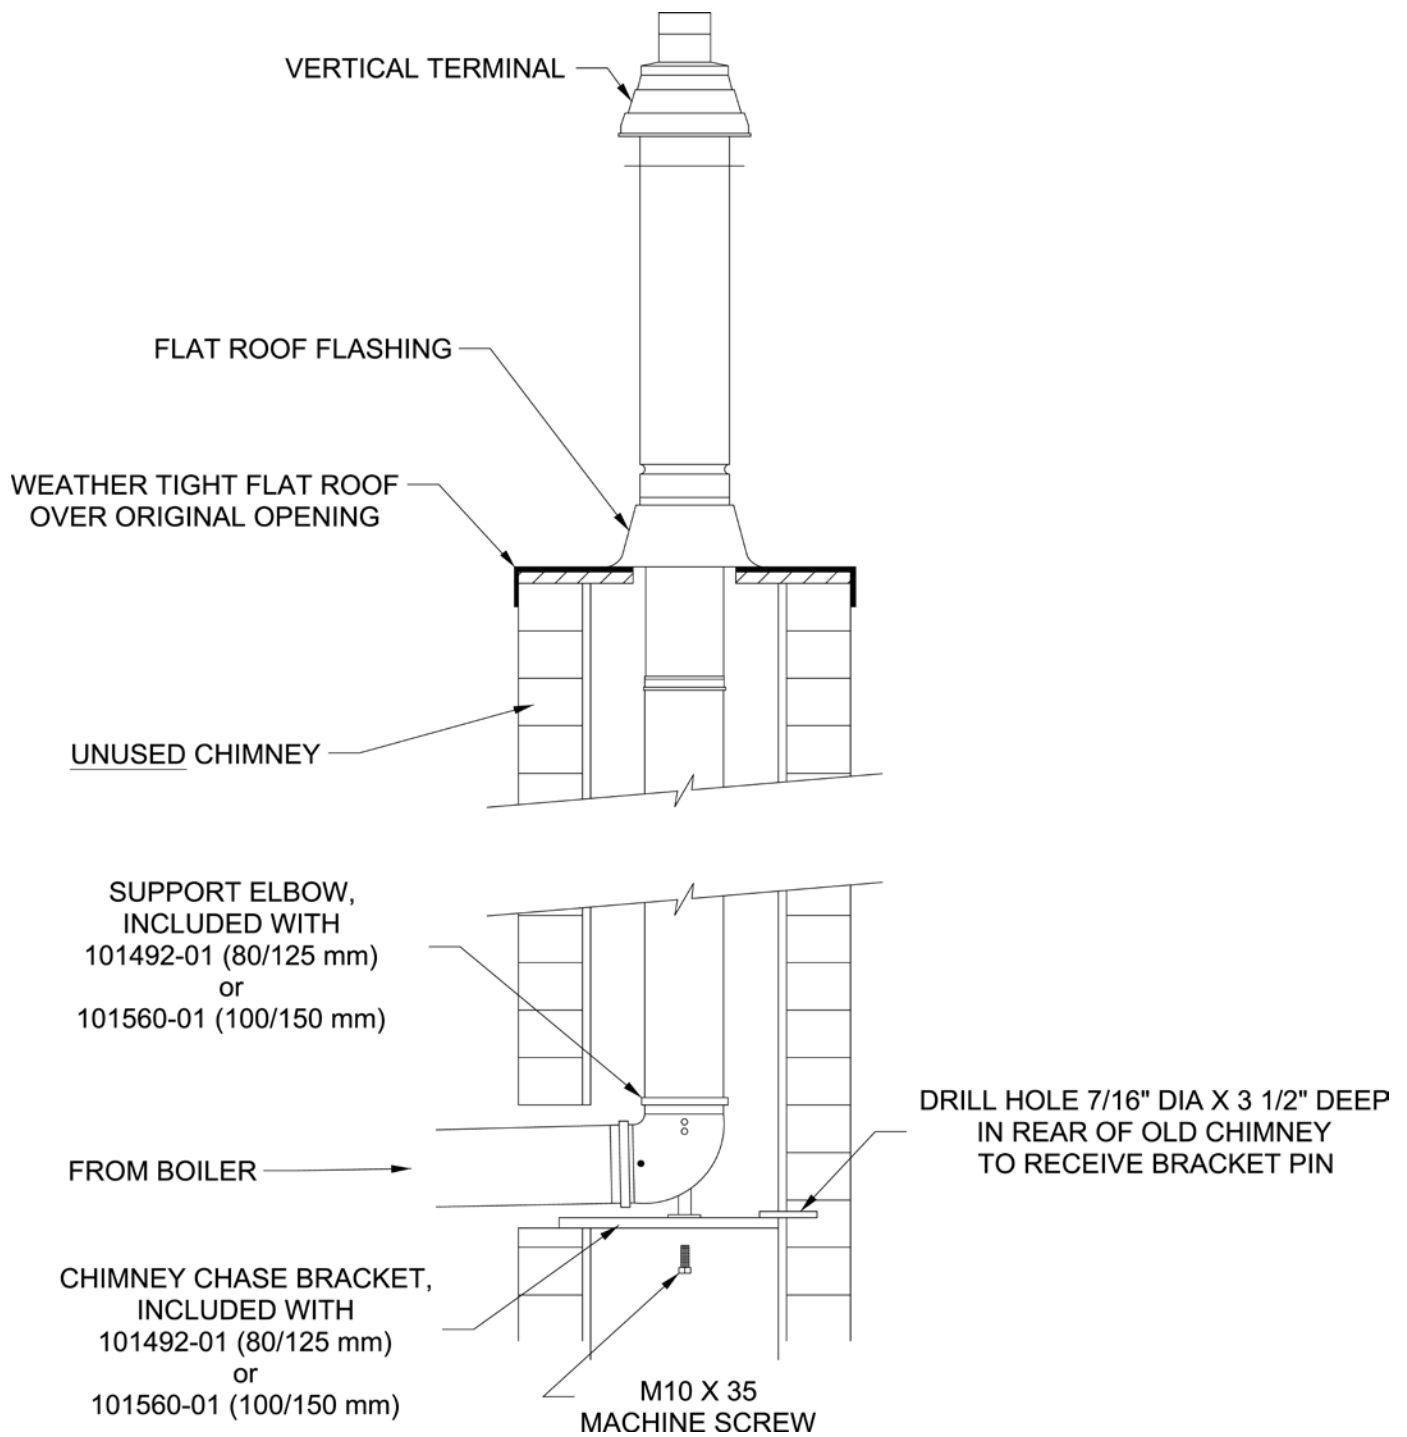 VERTICAL TERMINAL
FLAT ROOF FLASHING
WEATHER TIGHT FLAT ROOF
OVER ORIGINAL OPENING
UNUSED CHIMNEY
SUPPORT ELBOW,
INCLUDED WITH
101492-01 (80/125 mm)
or
101560-01 (100/150 mm)
DRILL HOLE 7/16" DIA X 3 1/2" DEEP
IN REAR OF OLD CHIMNEY
TO RECEIVE BRACKET PIN
FROM BOILER
CHIMNEY CHASE BRACKET,
INCLUDED WITH
101492-01 (80/125 mm)
or
101560-01 (100/150 mm)
M10 X 35
MACHINE SCREW